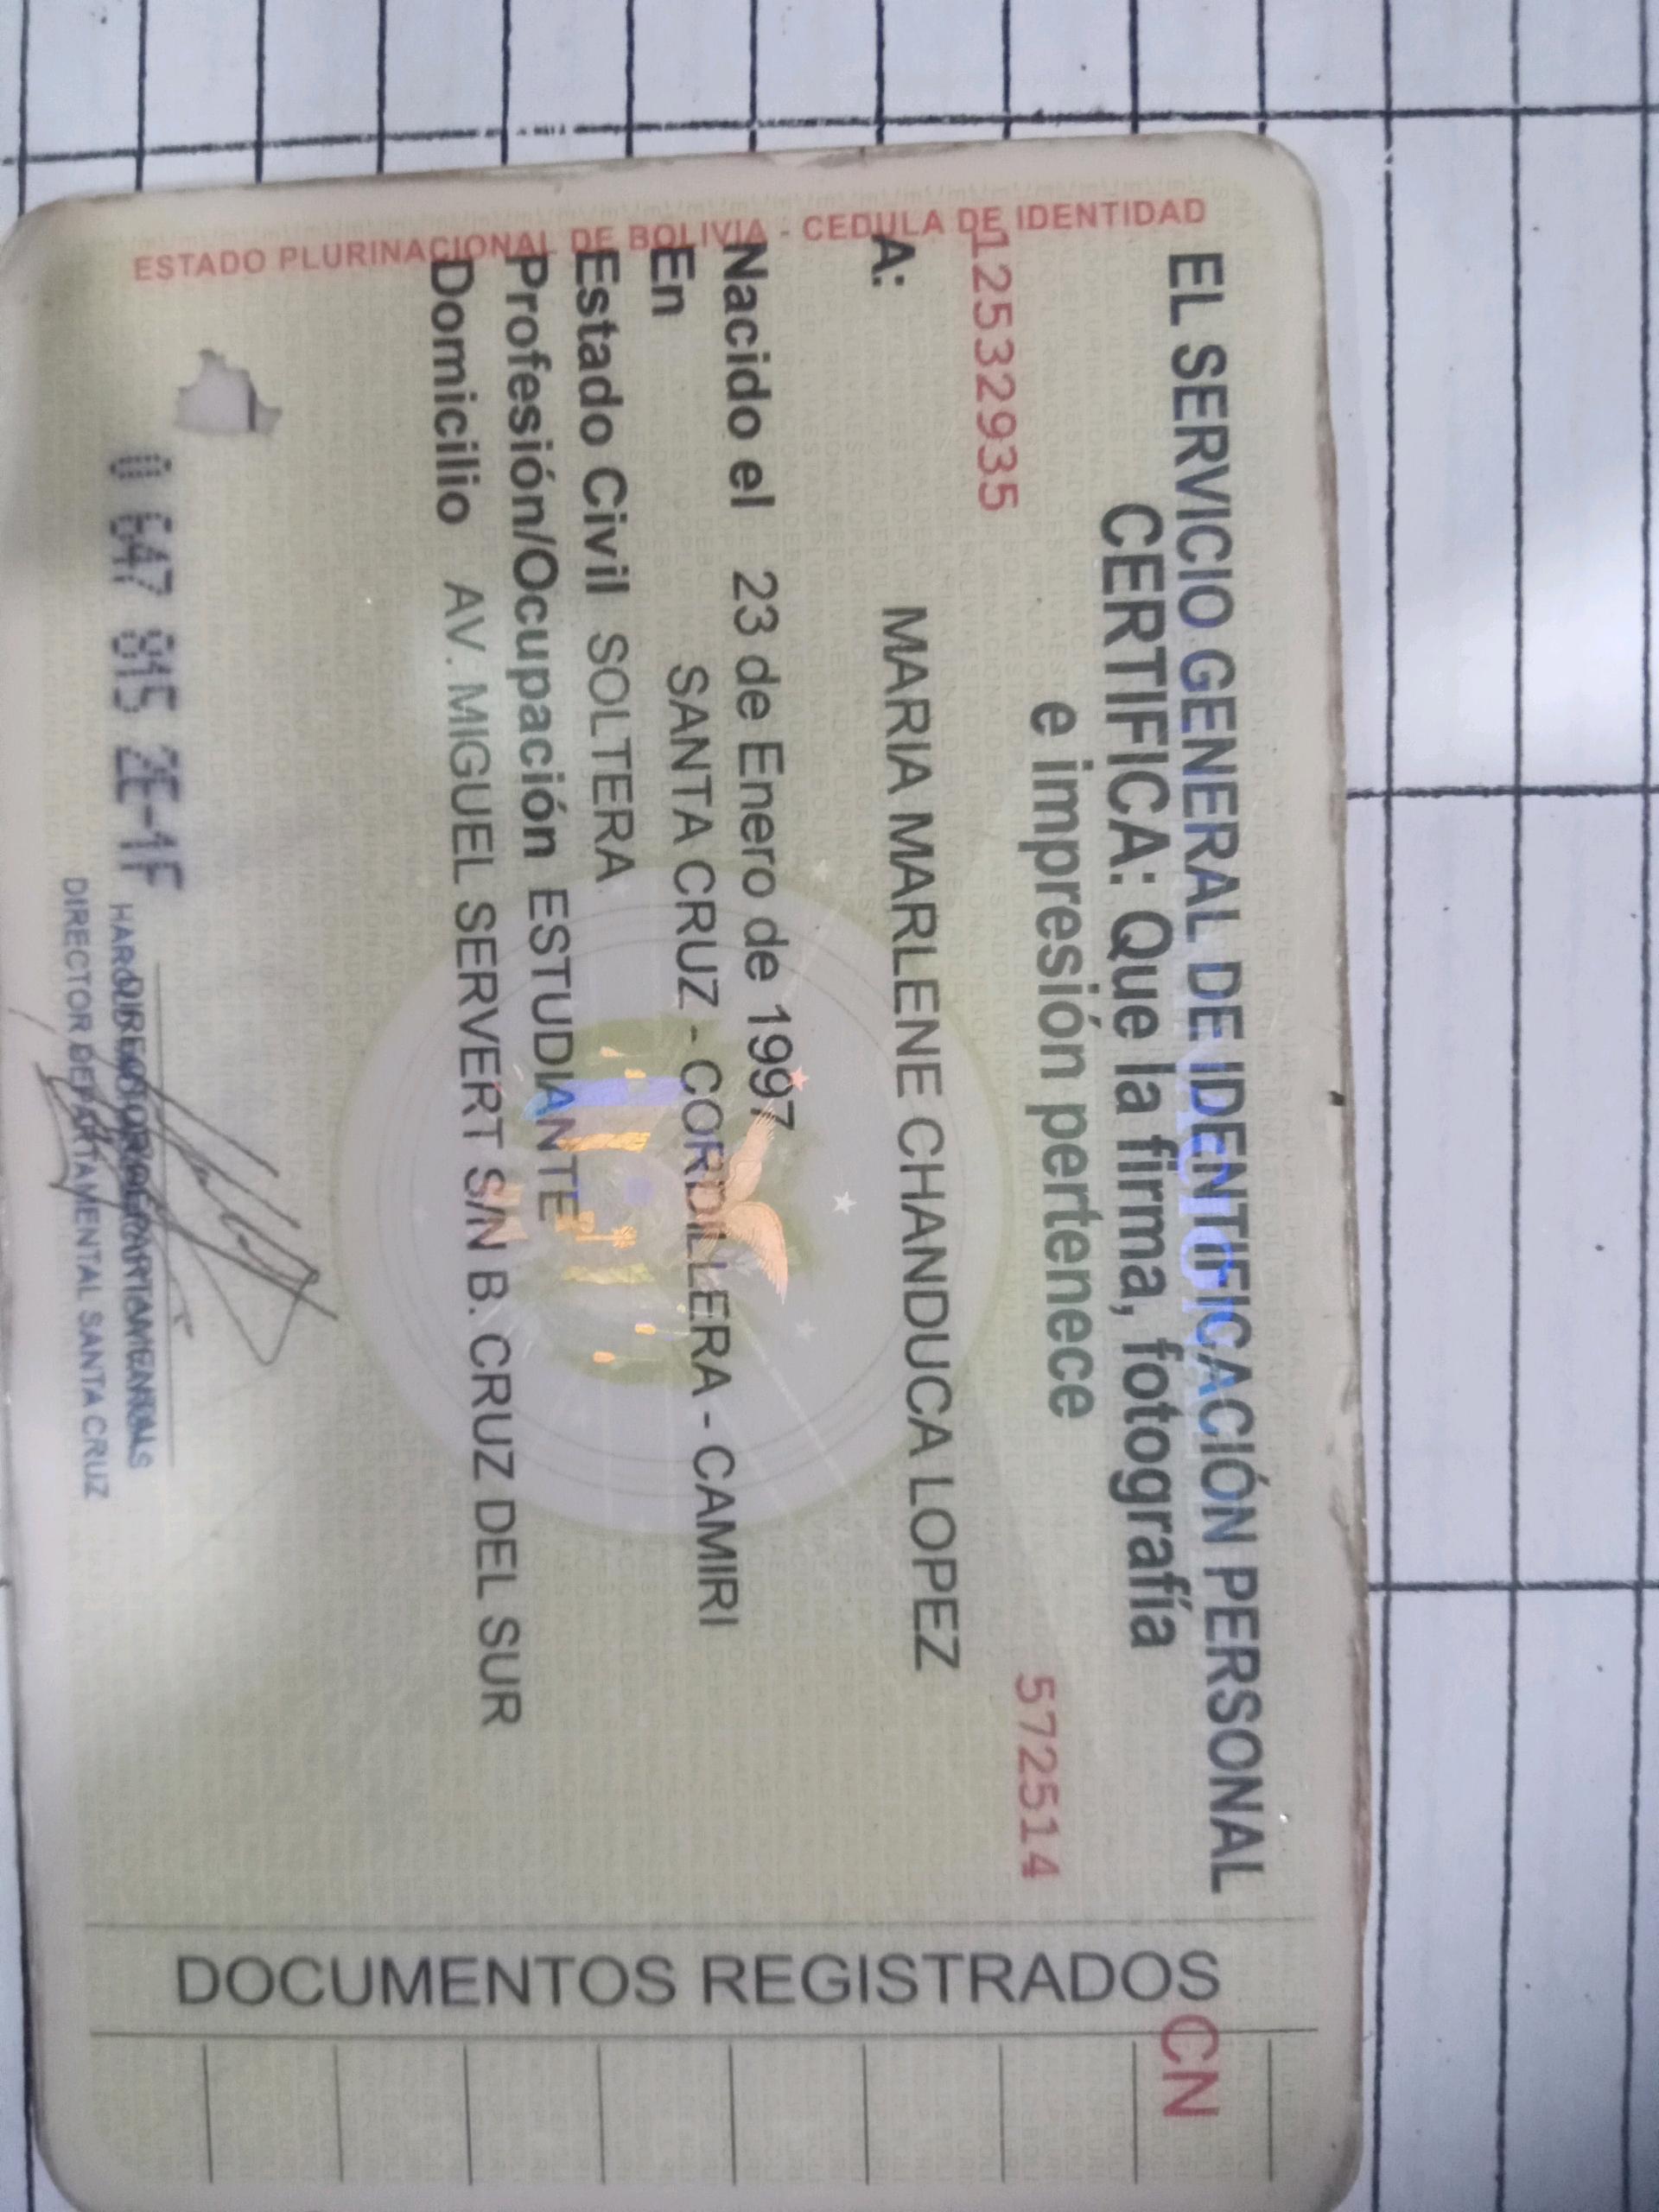 EL SERVICIO GENERAL DE IDENTIFICACIÓN PERSONAL
CERTIFICA: Que la firma, fotografía
e impresión pertenece
12532935
572514
A: MARIA MARLENE CHANDUCA LOPEZ
Nacido el 23 de Enero de 1997
En SANTA CRUZ - CORDILLERA - CAMIRI
Estado Civil SOLTERA
Profesión/Ocupación ESTUDIANTE
Domicilio AV. MIGUEL SERVERT S/N B. CRUZ DEL SUR
0 647 815 2E-1F
DIRECTOR DEPARTAMENTAL SANTA CRUZ
ESTADO PLURINACIONAL DE BOLIVIA - CEDULA DE IDENTIDAD
DOCUMENTOS REGISTRADOS
CN